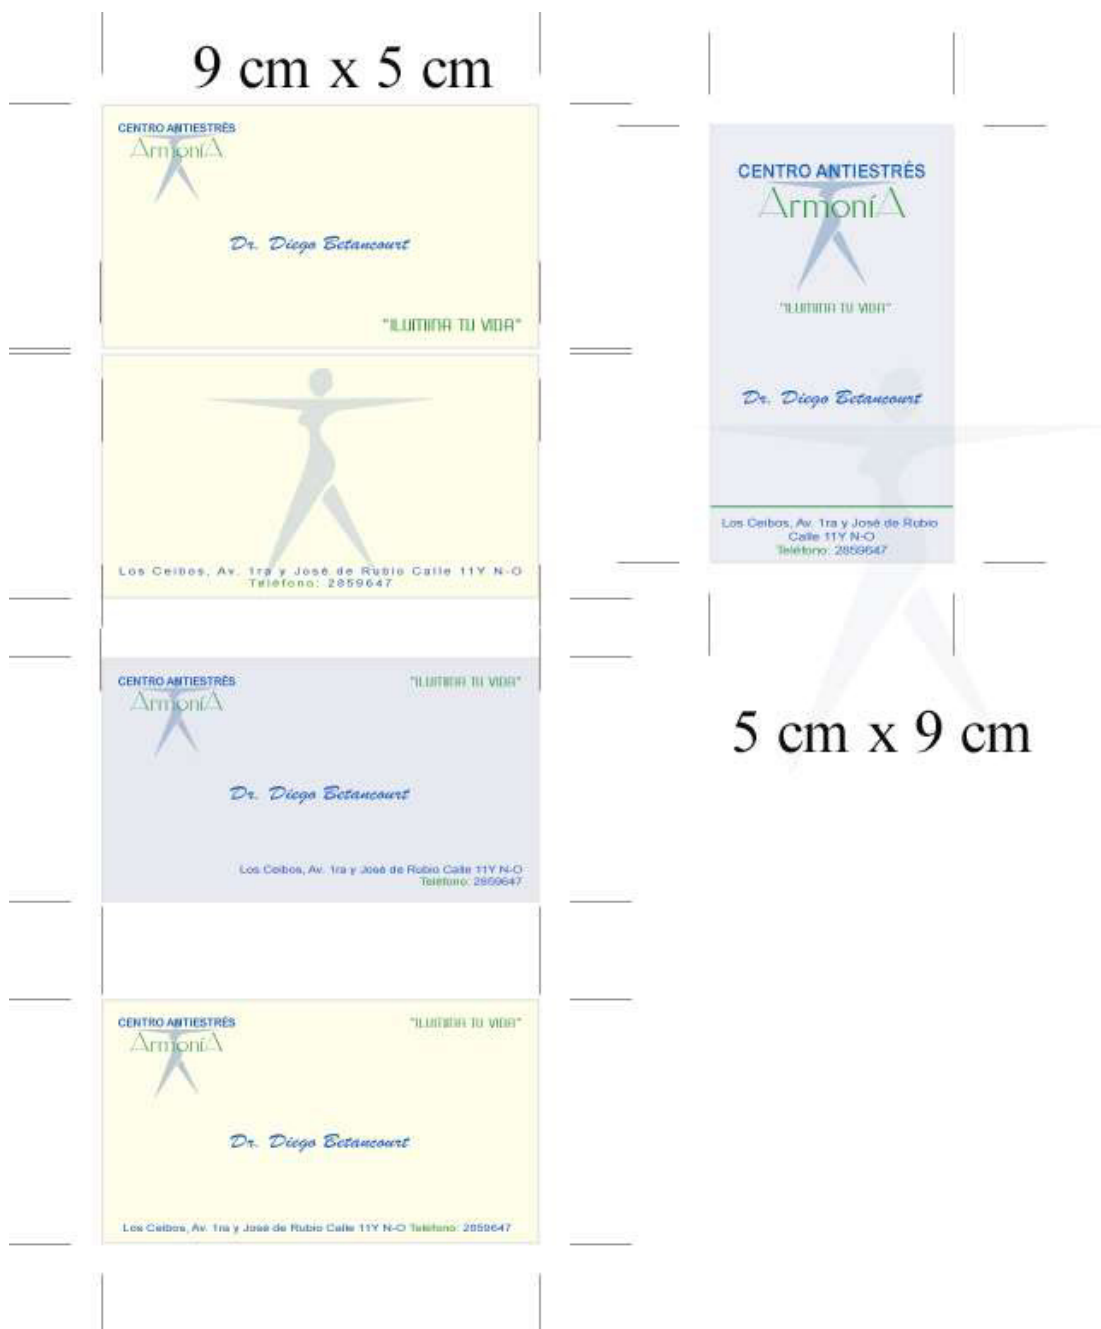 9 cm x 5 cm
CENTRO ANTIESTRÉS
ArmoníA
Dr. Diego Betancourt
"ILUMINA TU VIDA"
Los Ceibos, Av. 1ra y José de Rubio Calle 11Y N-O
Teléfono: 2859647
CENTRO ANTIESTRÉS
"ILUMINA TU VIDA"
ArmoníA
Dr. Diego Betancourt
Los Ceibos, Av. 1ra y José de Rubio Calle 11Y N-O
Teléfono: 2859647
CENTRO ANTIESTRÉS
"ILUMINA TU VIDA"
ArmoníA
Dr. Diego Betancourt
Los Ceibos, Av. 1ra y José de Rubio Calle 11Y N-O Teléfono: 2859647
CENTRO ANTIESTRÉS
ArmoníA
"ILUMINA TU VIDA"
Dr. Diego Betancourt
Los Ceibos, Av. 1ra y José de Rubio
Calle 11Y N-O
Teléfono: 2859647
5 cm x 9 cm